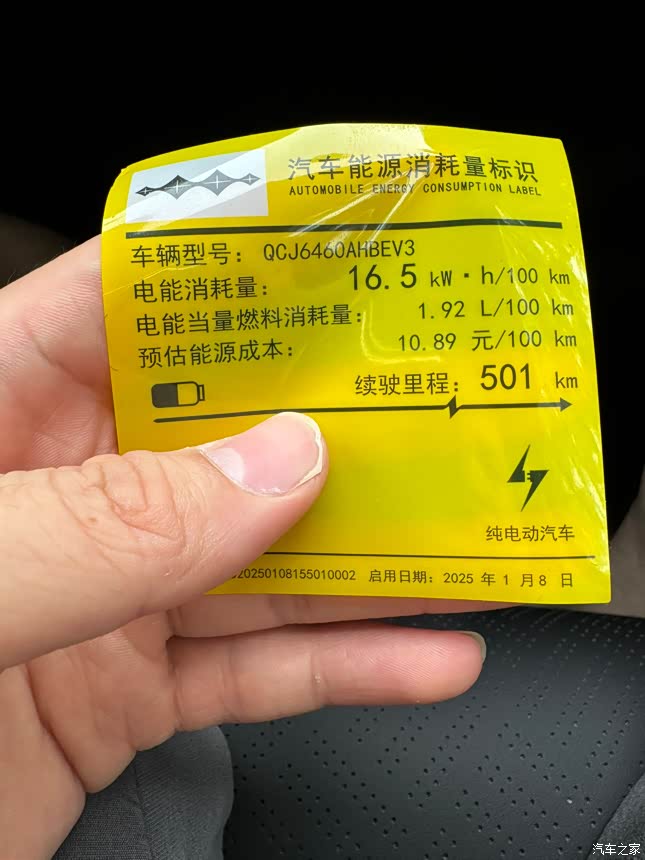 汽车能源消耗量标识
AUTOMOBILE ENERGY CONSUMPTION LABEL
车辆型号： QCJ6460AHBEV3
电能消耗量： 16.5 kW·h/100 km
电能当量燃料消耗量： 1.92 L/100 km
预估能源成本： 10.89 元/100 km
续驶里程： 501 km
纯电动汽车
20250108155010002 启用日期：2025 年 1 月 8 日
汽车之家